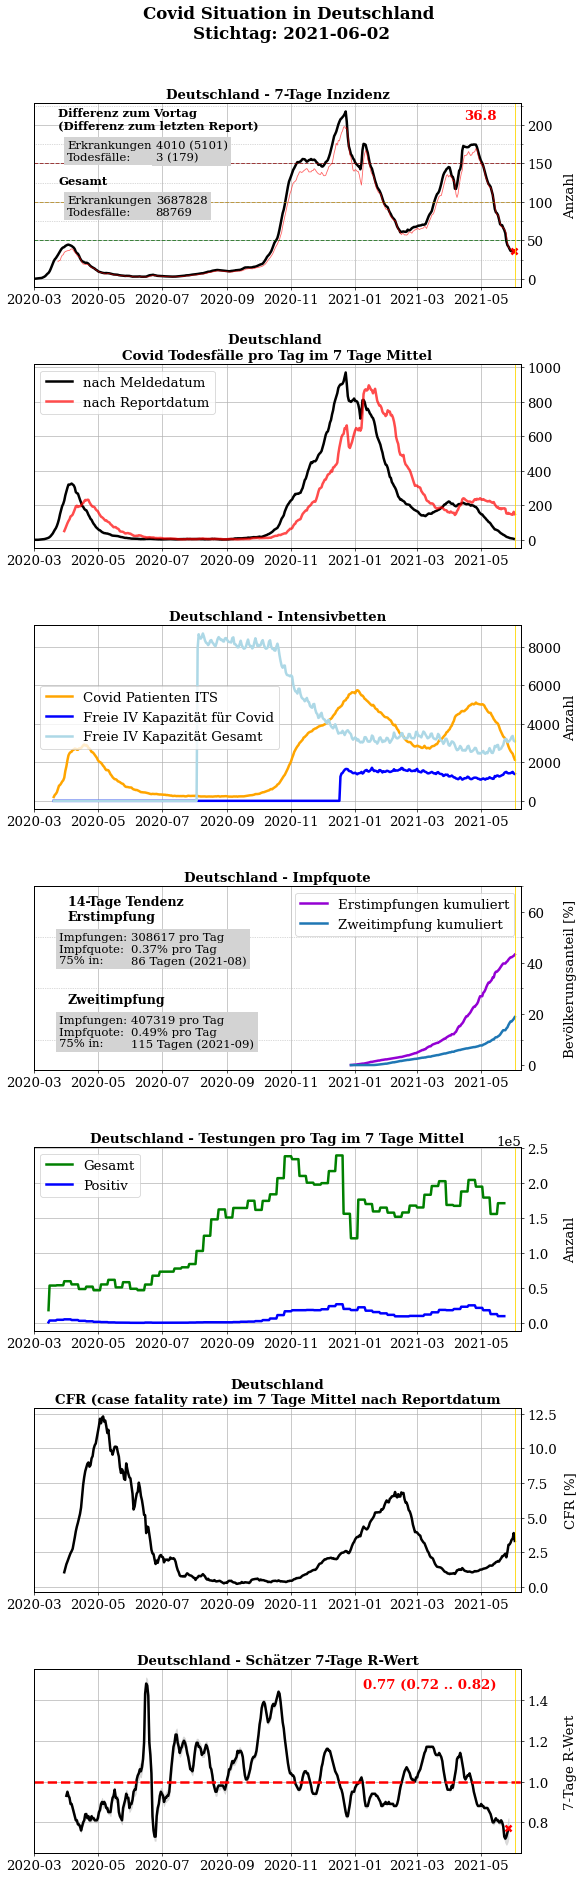 Covid Situation in Deutschland
Stichtag: 2021-06-02
Deutschland - 7-Tage Inzidenz
Differenz zum Vortag
(Differenz zum letzten Report)
Erkrankungen 4010 (5101)
Todesfälle: 3 (179)
Gesamt
Erkrankungen 3687828
Todesfälle: 88769
36.8
200
150
100
50
0
Anzahl
2020-03 2020-05 2020-07 2020-09 2020-11 2021-01 2021-03 2021-05
Deutschland
Covid Todesfälle pro Tag im 7 Tage Mittel
nach Meldedatum
nach Reportdatum
1000
800
600
400
200
0
2020-03 2020-05 2020-07 2020-09 2020-11 2021-01 2021-03 2021-05
Deutschland - Intensivbetten
Covid Patienten ITS
Freie IV Kapazität für Covid
Freie IV Kapazität Gesamt
8000
6000
4000
2000
0
Anzahl
2020-03 2020-05 2020-07 2020-09 2020-11 2021-01 2021-03 2021-05
Deutschland - Impfquote
14-Tage Tendenz
Erstimpfung
Impfungen: 308617 pro Tag
Impfquote: 0.37% pro Tag
75% in: 86 Tagen (2021-08)
Zweitimpfung
Impfungen: 407319 pro Tag
Impfquote: 0.49% pro Tag
75% in: 115 Tagen (2021-09)
Erstimpfungen kumuliert
Zweitimpfung kumuliert
60
40
20
0
Bevölkerungsanteil [%]
2020-03 2020-05 2020-07 2020-09 2020-11 2021-01 2021-03 2021-05
Deutschland - Testungen pro Tag im 7 Tage Mittel
1e5
Gesamt
Positiv
2.5
2.0
1.5
1.0
0.5
0.0
Anzahl
2020-03 2020-05 2020-07 2020-09 2020-11 2021-01 2021-03 2021-05
Deutschland
CFR (case fatality rate) im 7 Tage Mittel nach Reportdatum
12.5
10.0
7.5
5.0
2.5
0.0
CFR [%]
2020-03 2020-05 2020-07 2020-09 2020-11 2021-01 2021-03 2021-05
Deutschland - Schätzer 7-Tage R-Wert
0.77 (0.72 .. 0.82)
1.4
1.2
1.0
0.8
7-Tage R-Wert
2020-03 2020-05 2020-07 2020-09 2020-11 2021-01 2021-03 2021-05